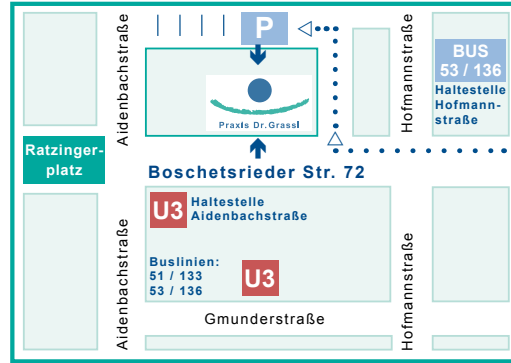 Aidenbachstraße
P
Hofmannstraße
BUS
53 / 136
Haltestelle
Hofmann-
straße
Praxis Dr.Grassl
Ratzinger-
platz
Boschetsrieder Str. 72
U3
Haltestelle
Aidenbachstraße
Aidenbachstraße
Buslinien:
51 / 133
53 / 136
U3
Hofmannstraße
Gmunderstraße